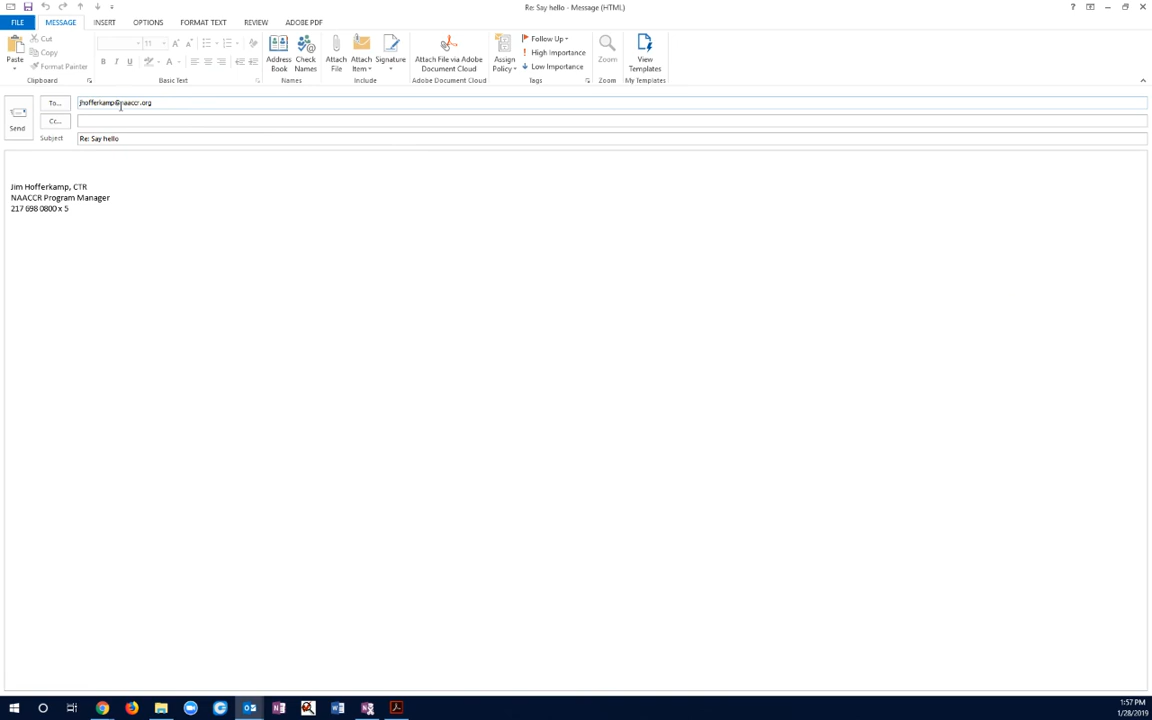 Re: Say hello - Message (HTML)
FILE MESSAGE INSERT OPTIONS FORMAT TEXT REVIEW ADOBE PDF
Paste
Cut
Copy
Format Painter
Clipboard
11
B I U
A
Basic Text
Address Book
Check Names
Names
Attach File
Attach Item
Signature
Include
Attach File via Adobe Document Cloud
Adobe Document Cloud
Assign Policy
Follow Up
High Importance
Low Importance
Tags
Zoom
Zoom
View Templates
My Templates
Send
To... jhofferkamp@naaccr.org
Cc...
Subject Re: Say hello
Jim Hofferkamp, CTR
NAACCR Program Manager
217 698 0800 x 5
1:57 PM
1/28/2019